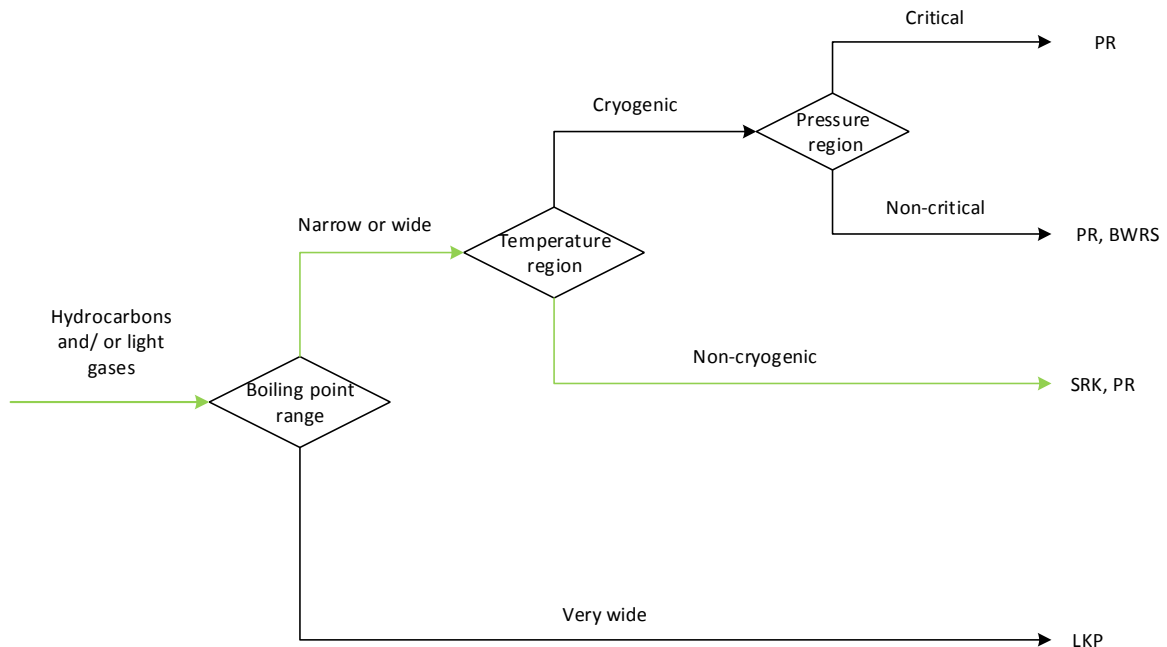 Critical
PR
Cryogenic
Pressure
region
Non-critical
PR, BWRS
Narrow or wide
Temperature
region
Hydrocarbons
and/ or light
gases
Non-cryogenic
SRK, PR
Boiling point
range
Very wide
LKP